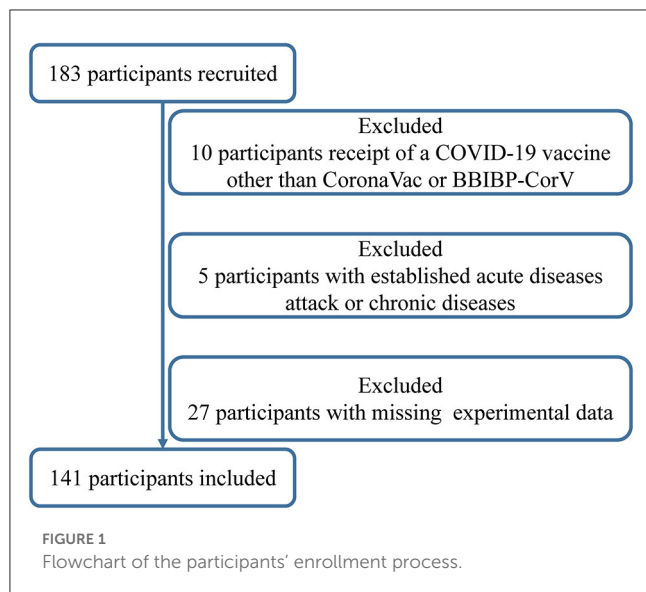 183 participants recruited
Excluded
10 participants receipt of a COVID-19 vaccine
other than CoronaVac or BBIBP-CorV
Excluded
5 participants with established acute diseases
attack or chronic diseases
Excluded
27 participants with missing experimental data
141 participants included
FIGURE 1
Flowchart of the participants’ enrollment process.